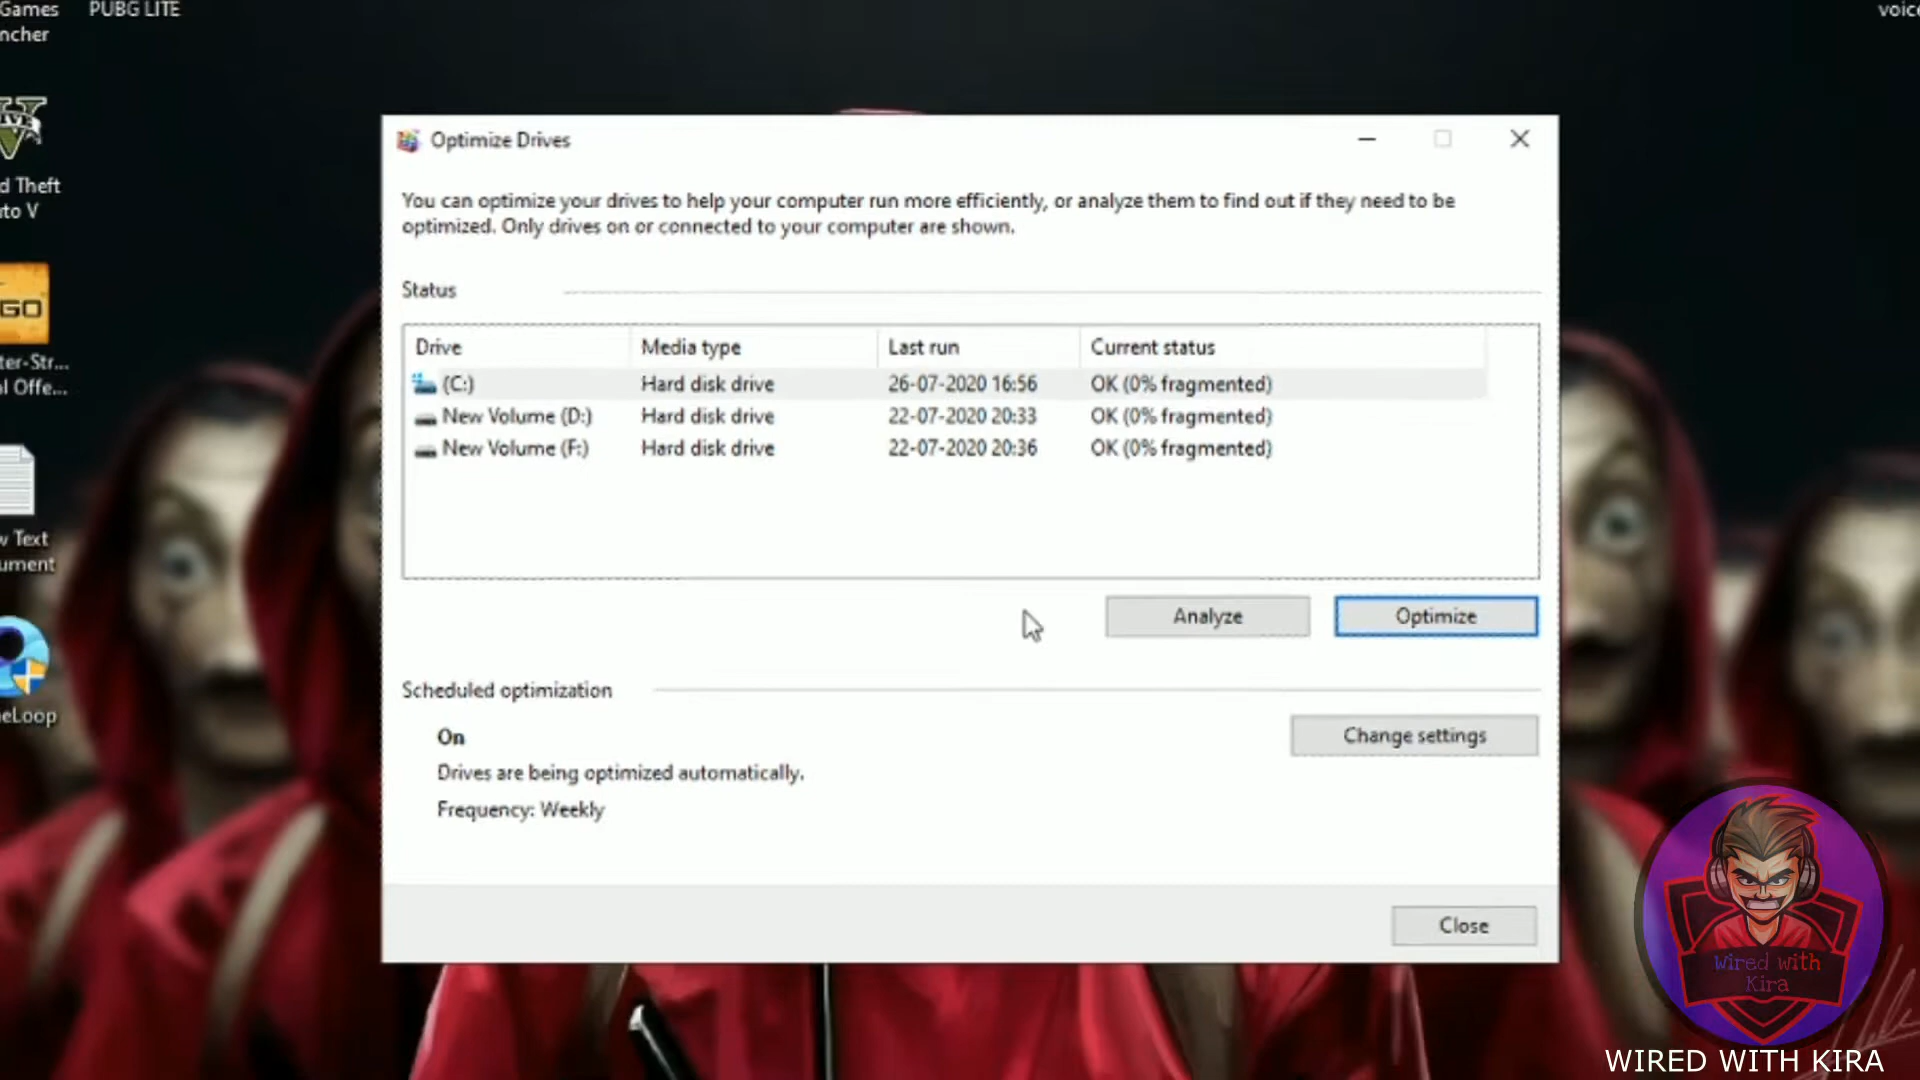 Games
PUBG LITE
voice
ncher
Optimize Drives
You can optimize your drives to help your computer run more efficiently, or analyze them to find out if they need to be
optimized. Only drives on or connected to your computer are shown.
d Theft
uto V
Status
Drive Media type Last run Current status
(C:) Hard disk drive 26-07-2020 16:56 OK (0% fragmented)
New Volume (D:) Hard disk drive 22-07-2020 20:33 OK (0% fragmented)
New Volume (F:) Hard disk drive 22-07-2020 20:36 OK (0% fragmented)
GO
ter-Str...
l Offe...
w Text
ument
Analyze Optimize
eLoop
Scheduled optimization
On
Change settings
Drives are being optimized automatically.
Frequency: Weekly
Close
Wired with
Kira
WIRED WITH KIRA